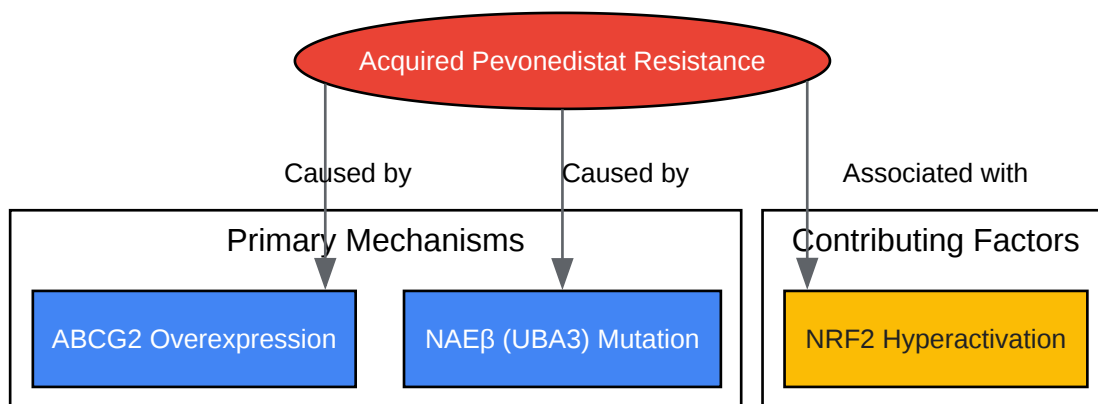 Acquired Pevonedistat Resistance
Caused by
Caused by
Associated with
Primary Mechanisms
Contributing Factors
ABCG2 Overexpression
NAEβ (UBA3) Mutation
NRF2 Hyperactivation